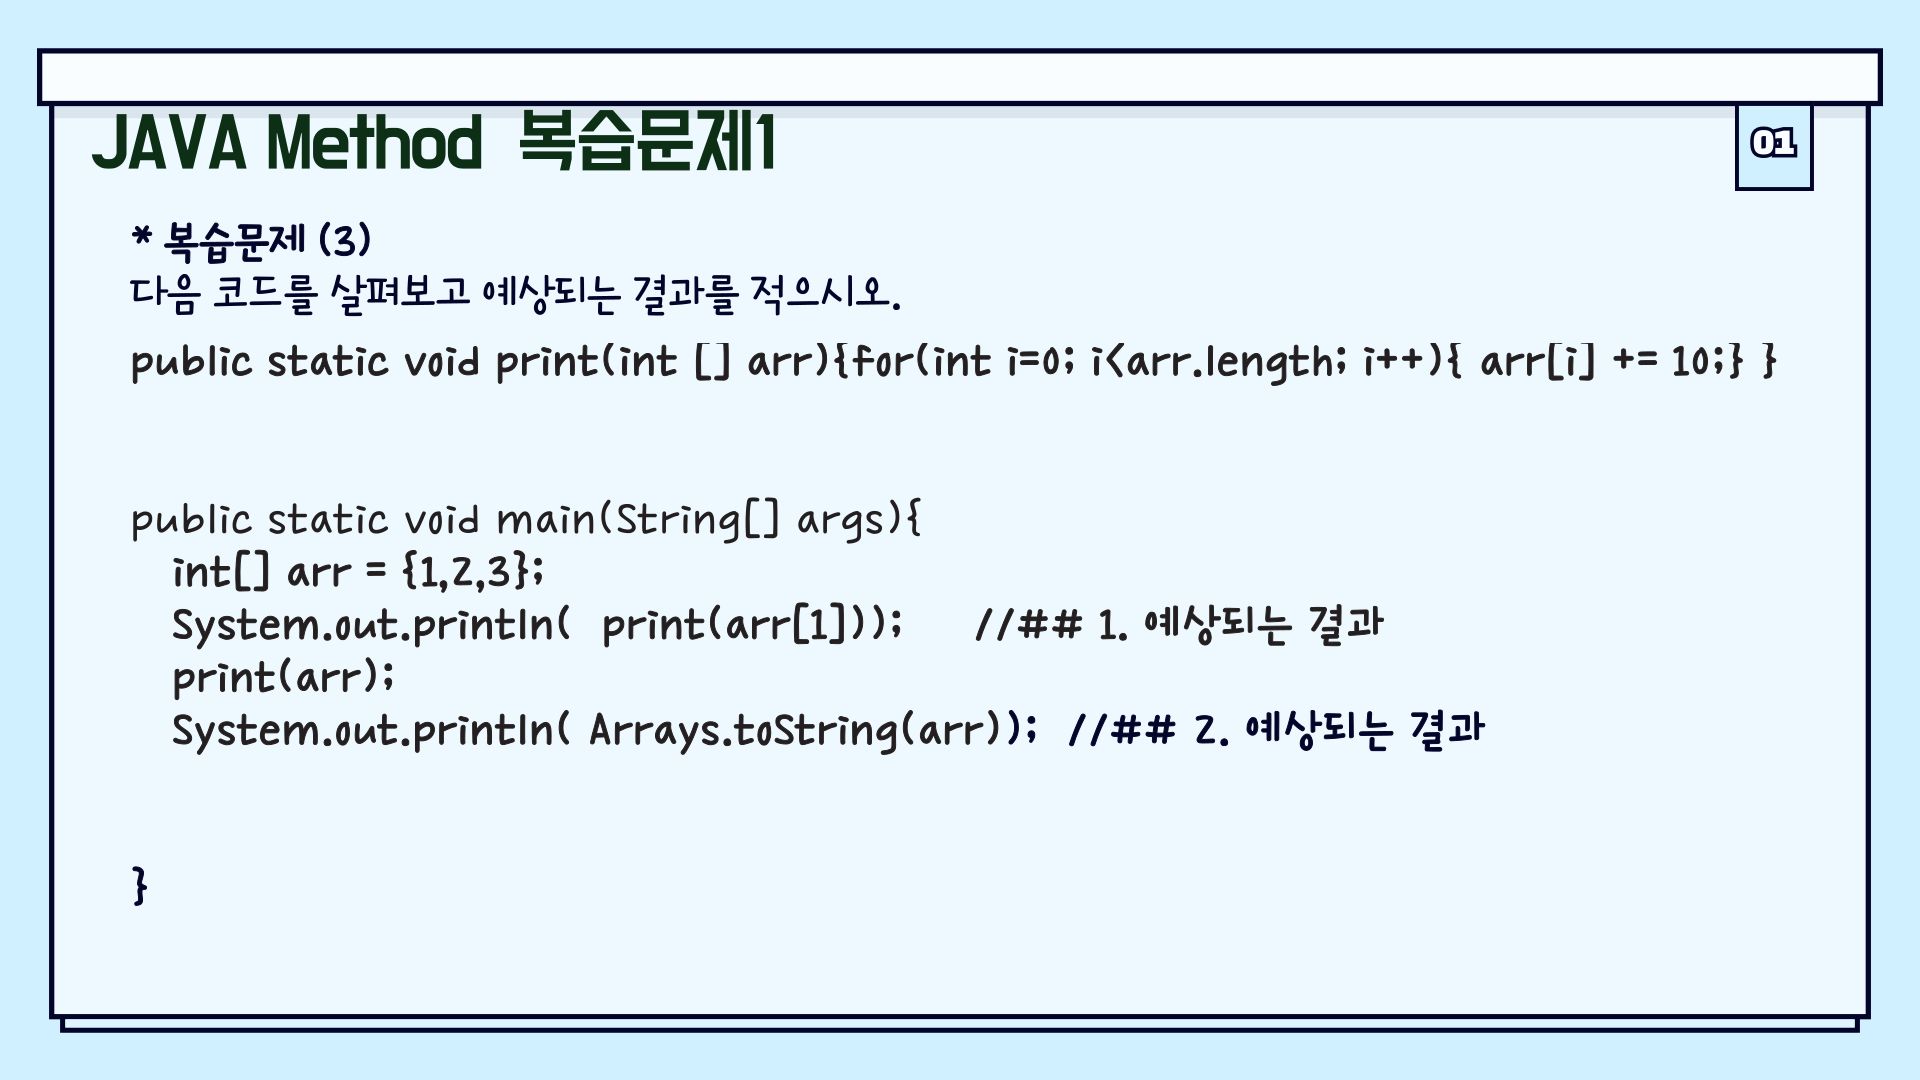 JAVA Method 복습문제1
01
* 복습문제 (3)
다음 코드를 살펴보고 예상되는 결과를 적으시오.
public static void print(int [] arr){for(int i=0; i<arr.length; i++){ arr[i] += 10;} }
public static void main(String[] args){
int[] arr = {1,2,3};
System.out.println( print(arr[1])); //## 1. 예상되는 결과
print(arr);
System.out.println( Arrays.toString(arr)); //## 2. 예상되는 결과
}